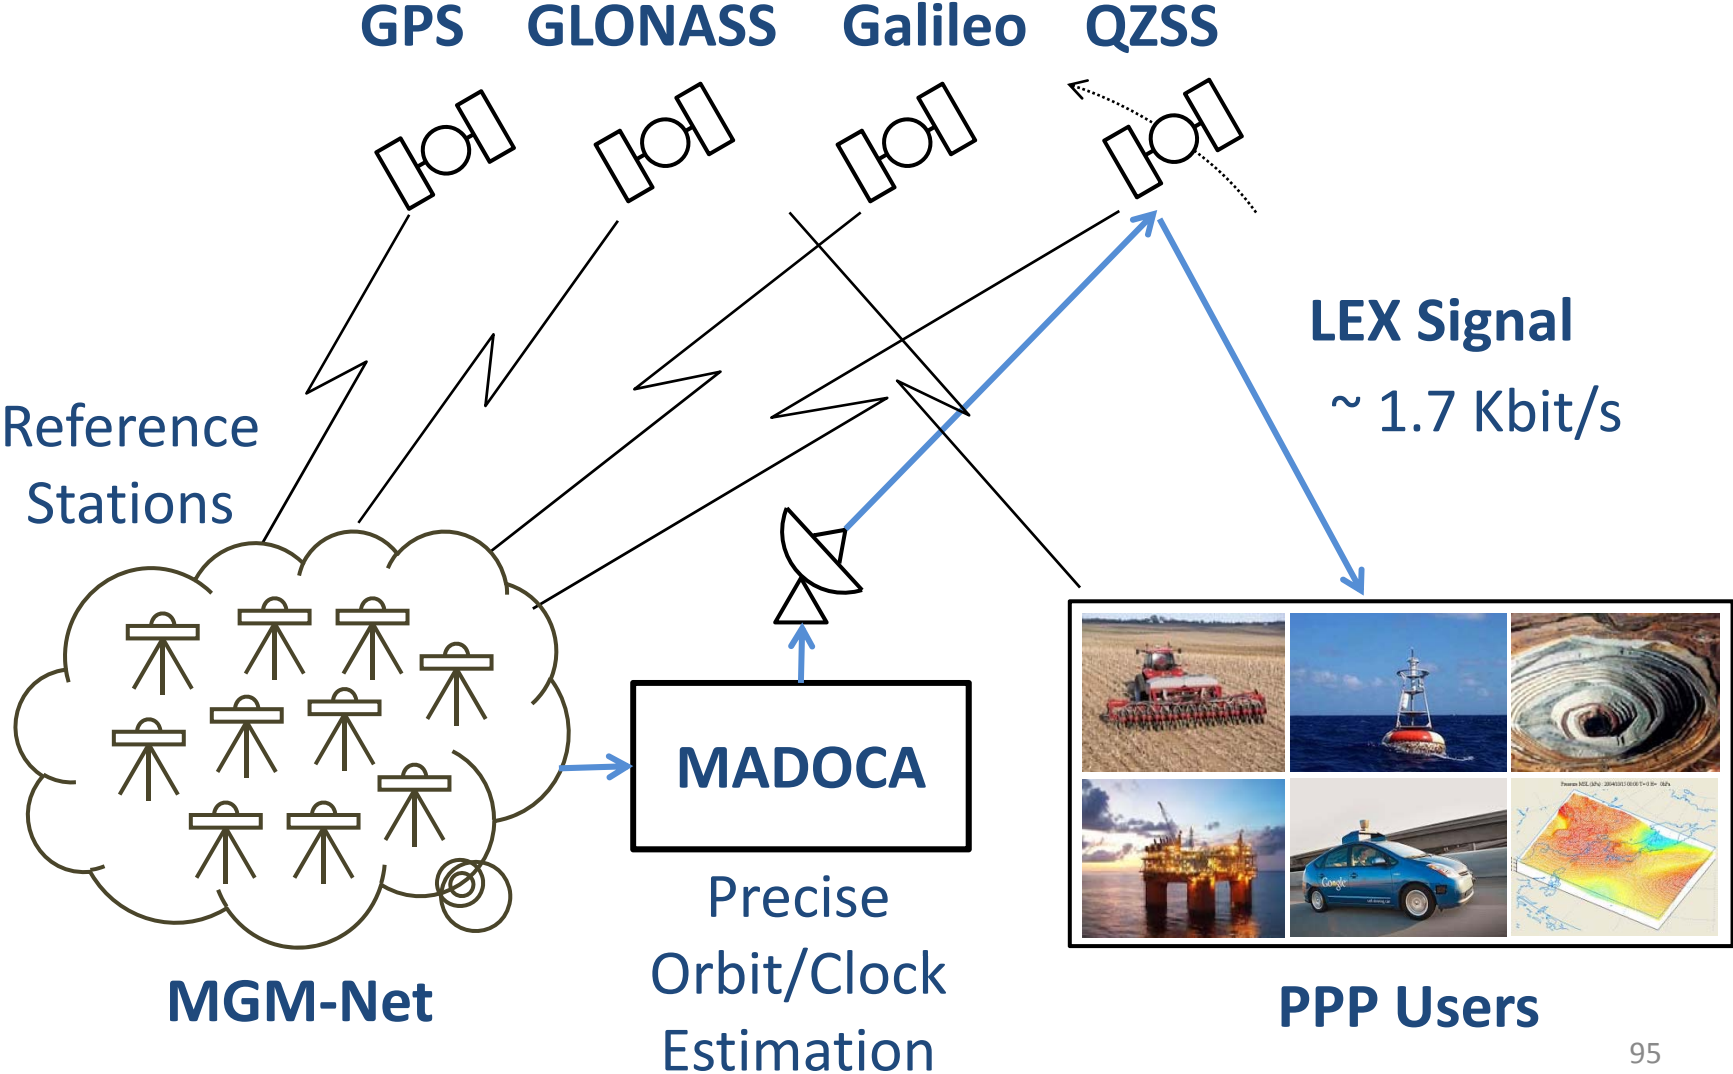 GPS GLONASS Galileo QZSS
LEX Signal
~ 1.7 Kbit/s
Reference
Stations
MADOCA
Google
Precise
Orbit/Clock
Estimation
MGM-Net
PPP Users
95